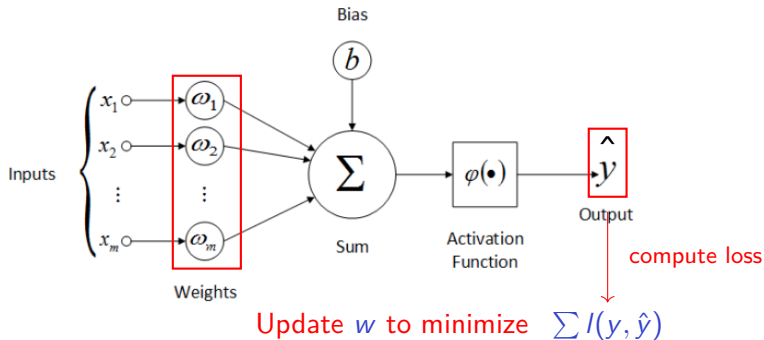 Bias
b
x₁ ω₁
x₂ ω₂
Inputs
⋮ ⋮
xₘ ωₘ
Σ
φ(•)
ŷ
Output
Sum
Activation
Function
Weights
compute loss
Update w to minimize ∑ l(y, ŷ)